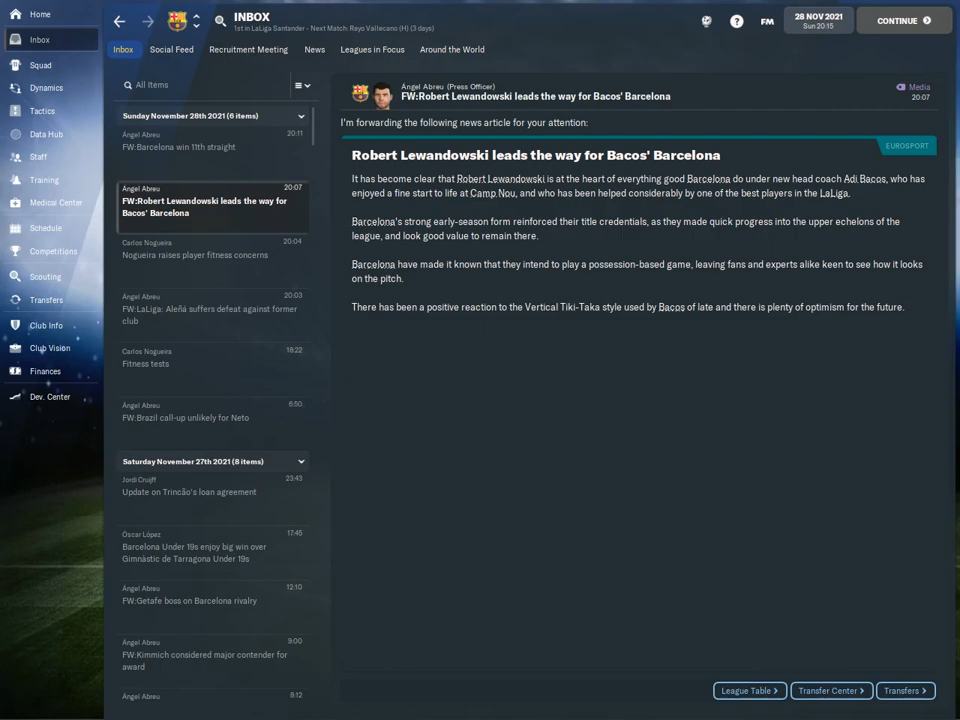 Home
Inbox
Squad
Dynamics
Tactics
Data Hub
Staff
Training
Medical Center
Schedule
Competitions
Scouting
Transfers
Club Info
Club Vision
Finances
Dev. Center
INBOX
1st in LaLiga Santander - Next Match: Rayo Vallecano (H) (3 days)
FM
28 NOV 2021
Sun 20:15
CONTINUE
Inbox Social Feed Recruitment Meeting News Leagues in Focus Around the World
All Items
Sunday November 28th 2021 (6 items)
Ángel Abreu 20:11
FW:Barcelona win 11th straight
Ángel Abreu 20:07
FW:Robert Lewandowski leads the way for
Bacos' Barcelona
Carlos Nogueira 20:04
Nogueira raises player fitness concerns
Ángel Abreu 20:03
FW:LaLiga: Aleñá suffers defeat against former
club
Carlos Nogueira 18:22
Fitness tests
Ángel Abreu 6:50
FW:Brazil call-up unlikely for Neto
Saturday November 27th 2021 (8 items)
Jordi Cruijff 23:43
Update on Trincão's loan agreement
Óscar López 17:45
Barcelona Under 19s enjoy big win over
Gimnàstic de Tarragona Under 19s
Ángel Abreu 12:10
FW:Getafe boss on Barcelona rivalry
Ángel Abreu 9:00
FW:Kimmich considered major contender for
award
Ángel Abreu 8:12
Ángel Abreu (Press Officer)
FW:Robert Lewandowski leads the way for Bacos' Barcelona
Media
20:07
I'm forwarding the following news article for your attention:
EUROSPORT
Robert Lewandowski leads the way for Bacos' Barcelona
It has become clear that Robert Lewandowski is at the heart of everything good Barcelona do under new head coach Adi Bacos, who has
enjoyed a fine start to life at Camp Nou, and who has been helped considerably by one of the best players in the LaLiga.
Barcelona's strong early-season form reinforced their title credentials, as they made quick progress into the upper echelons of the
league, and look good value to remain there.
Barcelona have made it known that they intend to play a possession-based game, leaving fans and experts alike keen to see how it looks
on the pitch.
There has been a positive reaction to the Vertical Tiki-Taka style used by Bacos of late and there is plenty of optimism for the future.
League Table Transfer Center Transfers